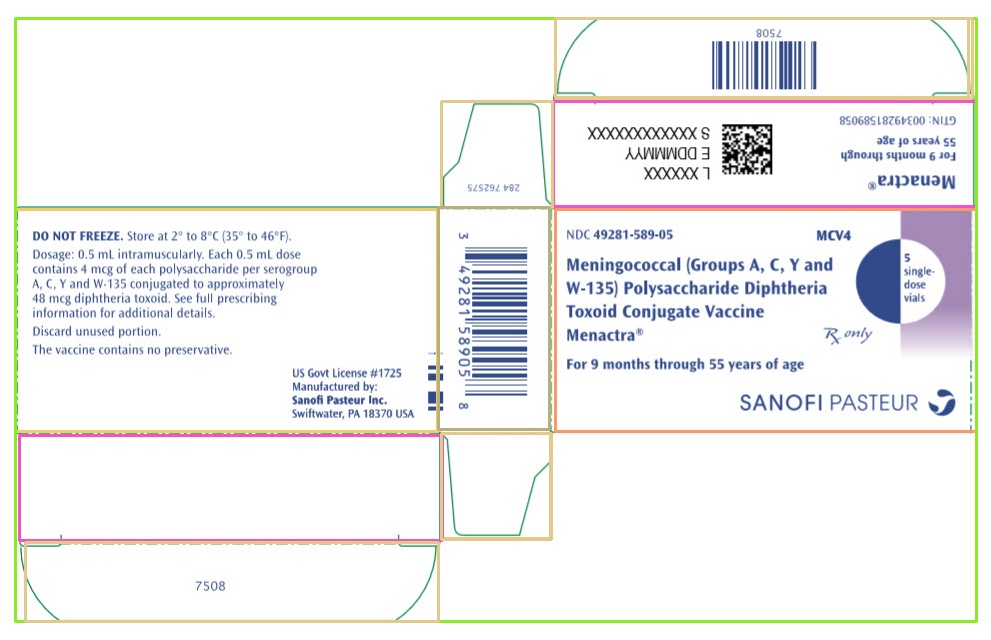 7508
GTIN: 00349281589058
55 years of age
For 9 months through
Menactra®
S XXXXXXXXXXXX
E DDMMMYY
L XXXXXX
284 762575
DO NOT FREEZE. Store at 2° to 8°C (35° to 46°F).
Dosage: 0.5 mL intramuscularly. Each 0.5 mL dose
contains 4 mcg of each polysaccharide per serogroup
A, C, Y and W-135 conjugated to approximately
48 mcg diphtheria toxoid. See full prescribing
information for additional details.
Discard unused portion.
The vaccine contains no preservative.
US Govt License #1725
Manufactured by:
Sanofi Pasteur Inc.
Swiftwater, PA 18370 USA
3 49281 58905 8
NDC 49281-589-05
MCV4
Meningococcal (Groups A, C, Y and
W-135) Polysaccharide Diphtheria
Toxoid Conjugate Vaccine
Menactra®
5
single-
dose
vials
Rx only
For 9 months through 55 years of age
SANOFI PASTEUR
7508